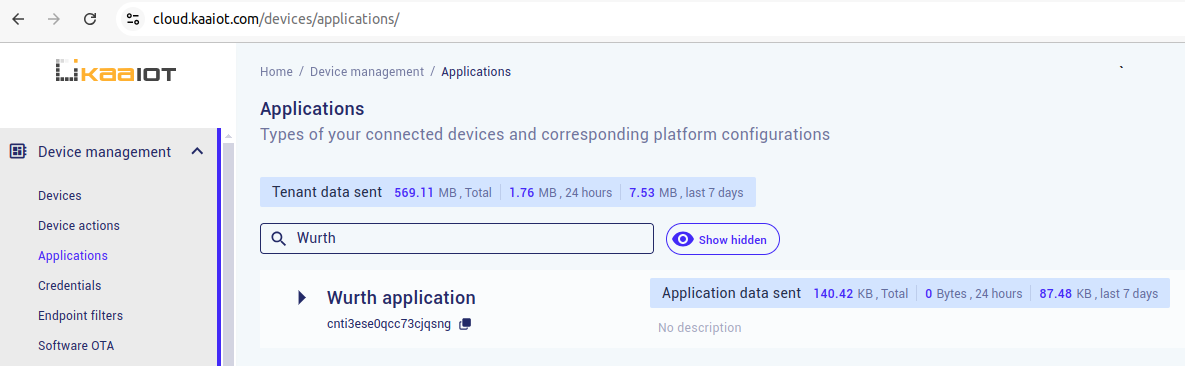 cloud.kaaiot.com/devices/applications/
kaaIOT
Home / Device management / Applications
Applications
Types of your connected devices and corresponding platform configurations
Device management
Devices
Device actions
Applications
Credentials
Endpoint filters
Software OTA
Tenant data sent 569.11 MB, Total 1.76 MB, 24 hours 7.53 MB, last 7 days
Wurth
Show hidden
Wurth application
cnti3ese0qcc73cjqsng
Application data sent 140.42 KB, Total 0 Bytes, 24 hours 87.48 KB, last 7 days
No description